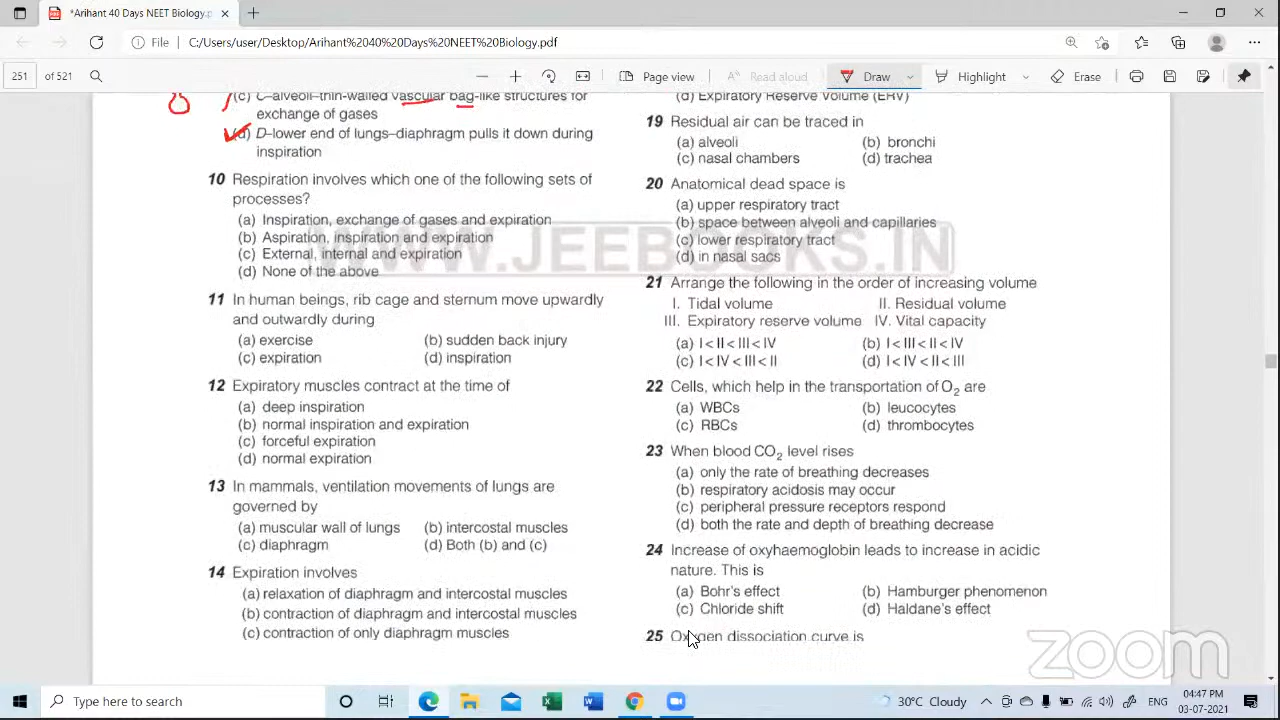 *Arihant 40 Days NEET Biology.p
File
C:/Users/user/Desktop/Arihant%2040%20Days%20NEET%20Biology.pdf
251 of 521
Page view
Read aloud
Draw
Highlight
Erase
8
(c) C–alveoli–thin-walled vascular bag-like structures for
exchange of gases
(d) D–lower end of lungs–diaphragm pulls it down during
inspiration
10 Respiration involves which one of the following sets of
processes?
(a) Inspiration, exchange of gases and expiration
(b) Aspiration, inspiration and expiration
(c) External, internal and expiration
(d) None of the above
11 In human beings, rib cage and sternum move upwardly
and outwardly during
(a) exercise (b) sudden back injury
(c) expiration (d) inspiration
12 Expiratory muscles contract at the time of
(a) deep inspiration
(b) normal inspiration and expiration
(c) forceful expiration
(d) normal expiration
13 In mammals, ventilation movements of lungs are
governed by
(a) muscular wall of lungs (b) intercostal muscles
(c) diaphragm (d) Both (b) and (c)
14 Expiration involves
(a) relaxation of diaphragm and intercostal muscles
(b) contraction of diaphragm and intercostal muscles
(c) contraction of only diaphragm muscles
(d) Expiratory Reserve Volume (ERV)
19 Residual air can be traced in
(a) alveoli (b) bronchi
(c) nasal chambers (d) trachea
20 Anatomical dead space is
(a) upper respiratory tract
(b) space between alveoli and capillaries
(c) lower respiratory tract
(d) in nasal sacs
21 Arrange the following in the order of increasing volume
I. Tidal volume II. Residual volume
III. Expiratory reserve volume IV. Vital capacity
(a) I < II < III < IV (b) I < III < II < IV
(c) I < IV < III < II (d) I < IV < II < III
22 Cells, which help in the transportation of O₂ are
(a) WBCs (b) leucocytes
(c) RBCs (d) thrombocytes
23 When blood CO₂ level rises
(a) only the rate of breathing decreases
(b) respiratory acidosis may occur
(c) peripheral pressure receptors respond
(d) both the rate and depth of breathing decrease
24 Increase of oxyhaemoglobin leads to increase in acidic
nature. This is
(a) Bohr's effect (b) Hamburger phenomenon
(c) Chloride shift (d) Haldane's effect
25 Oxygen dissociation curve is
WWW.JEEBOOKS.IN
zoom
Type here to search
30°C Cloudy
ENG
04:47 PM
03-07-2021